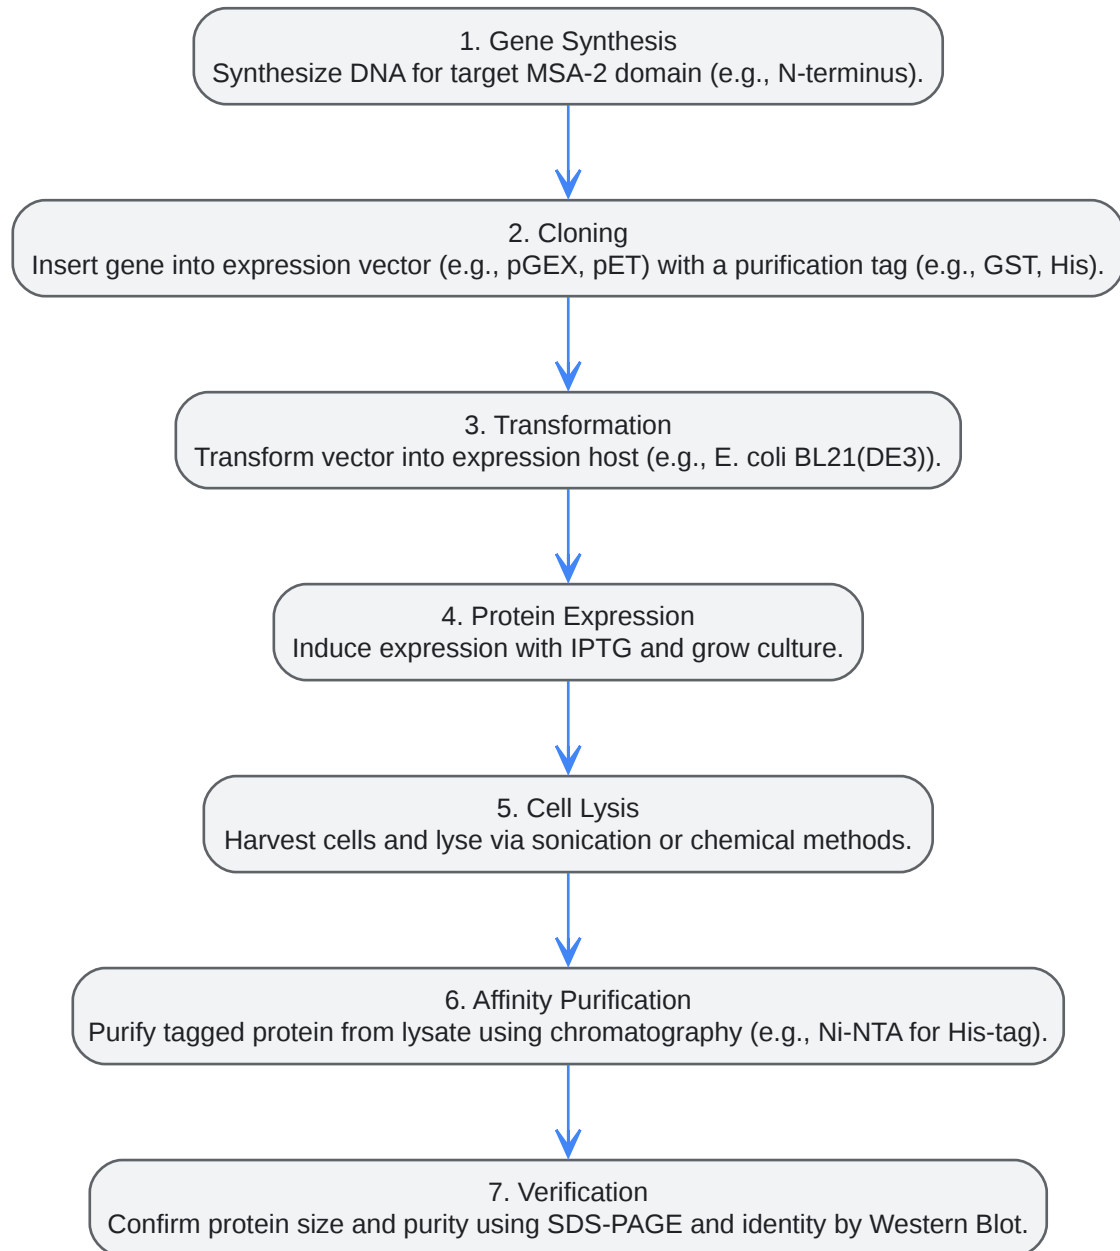 1. Gene Synthesis
Synthesize DNA for target MSA-2 domain (e.g., N-terminus).
2. Cloning
Insert gene into expression vector (e.g., pGEX, pET) with a purification tag (e.g., GST, His).
3. Transformation
Transform vector into expression host (e.g., E. coli BL21(DE3)).
4. Protein Expression
Induce expression with IPTG and grow culture.
5. Cell Lysis
Harvest cells and lyse via sonication or chemical methods.
6. Affinity Purification
Purify tagged protein from lysate using chromatography (e.g., Ni-NTA for His-tag).
7. Verification
Confirm protein size and purity using SDS-PAGE and identity by Western Blot.